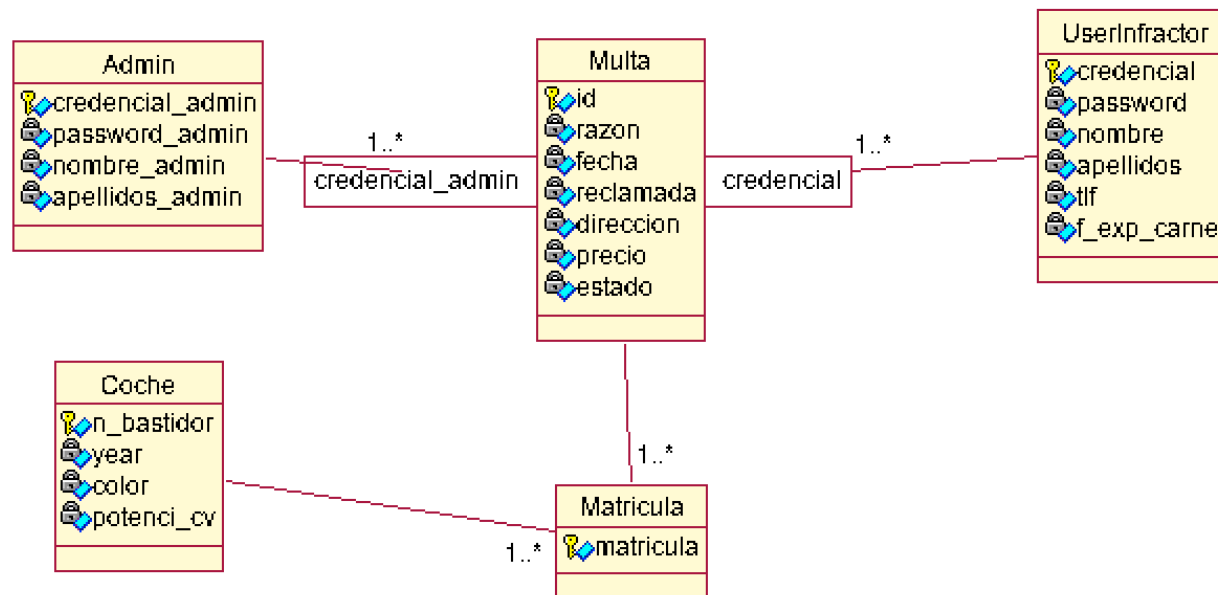 Admin
credencial_admin
password_admin
nombre_admin
apellidos_admin
1..*
credencial_admin
Multa
id
razon
fecha
reclamada
direccion
precio
estado
1..*
credencial
UserInfractor
credencial
password
nombre
apellidos
tlf
f_exp_carne
Coche
n_bastidor
year
color
potenci_cv
1..*
1..*
Matricula
matricula